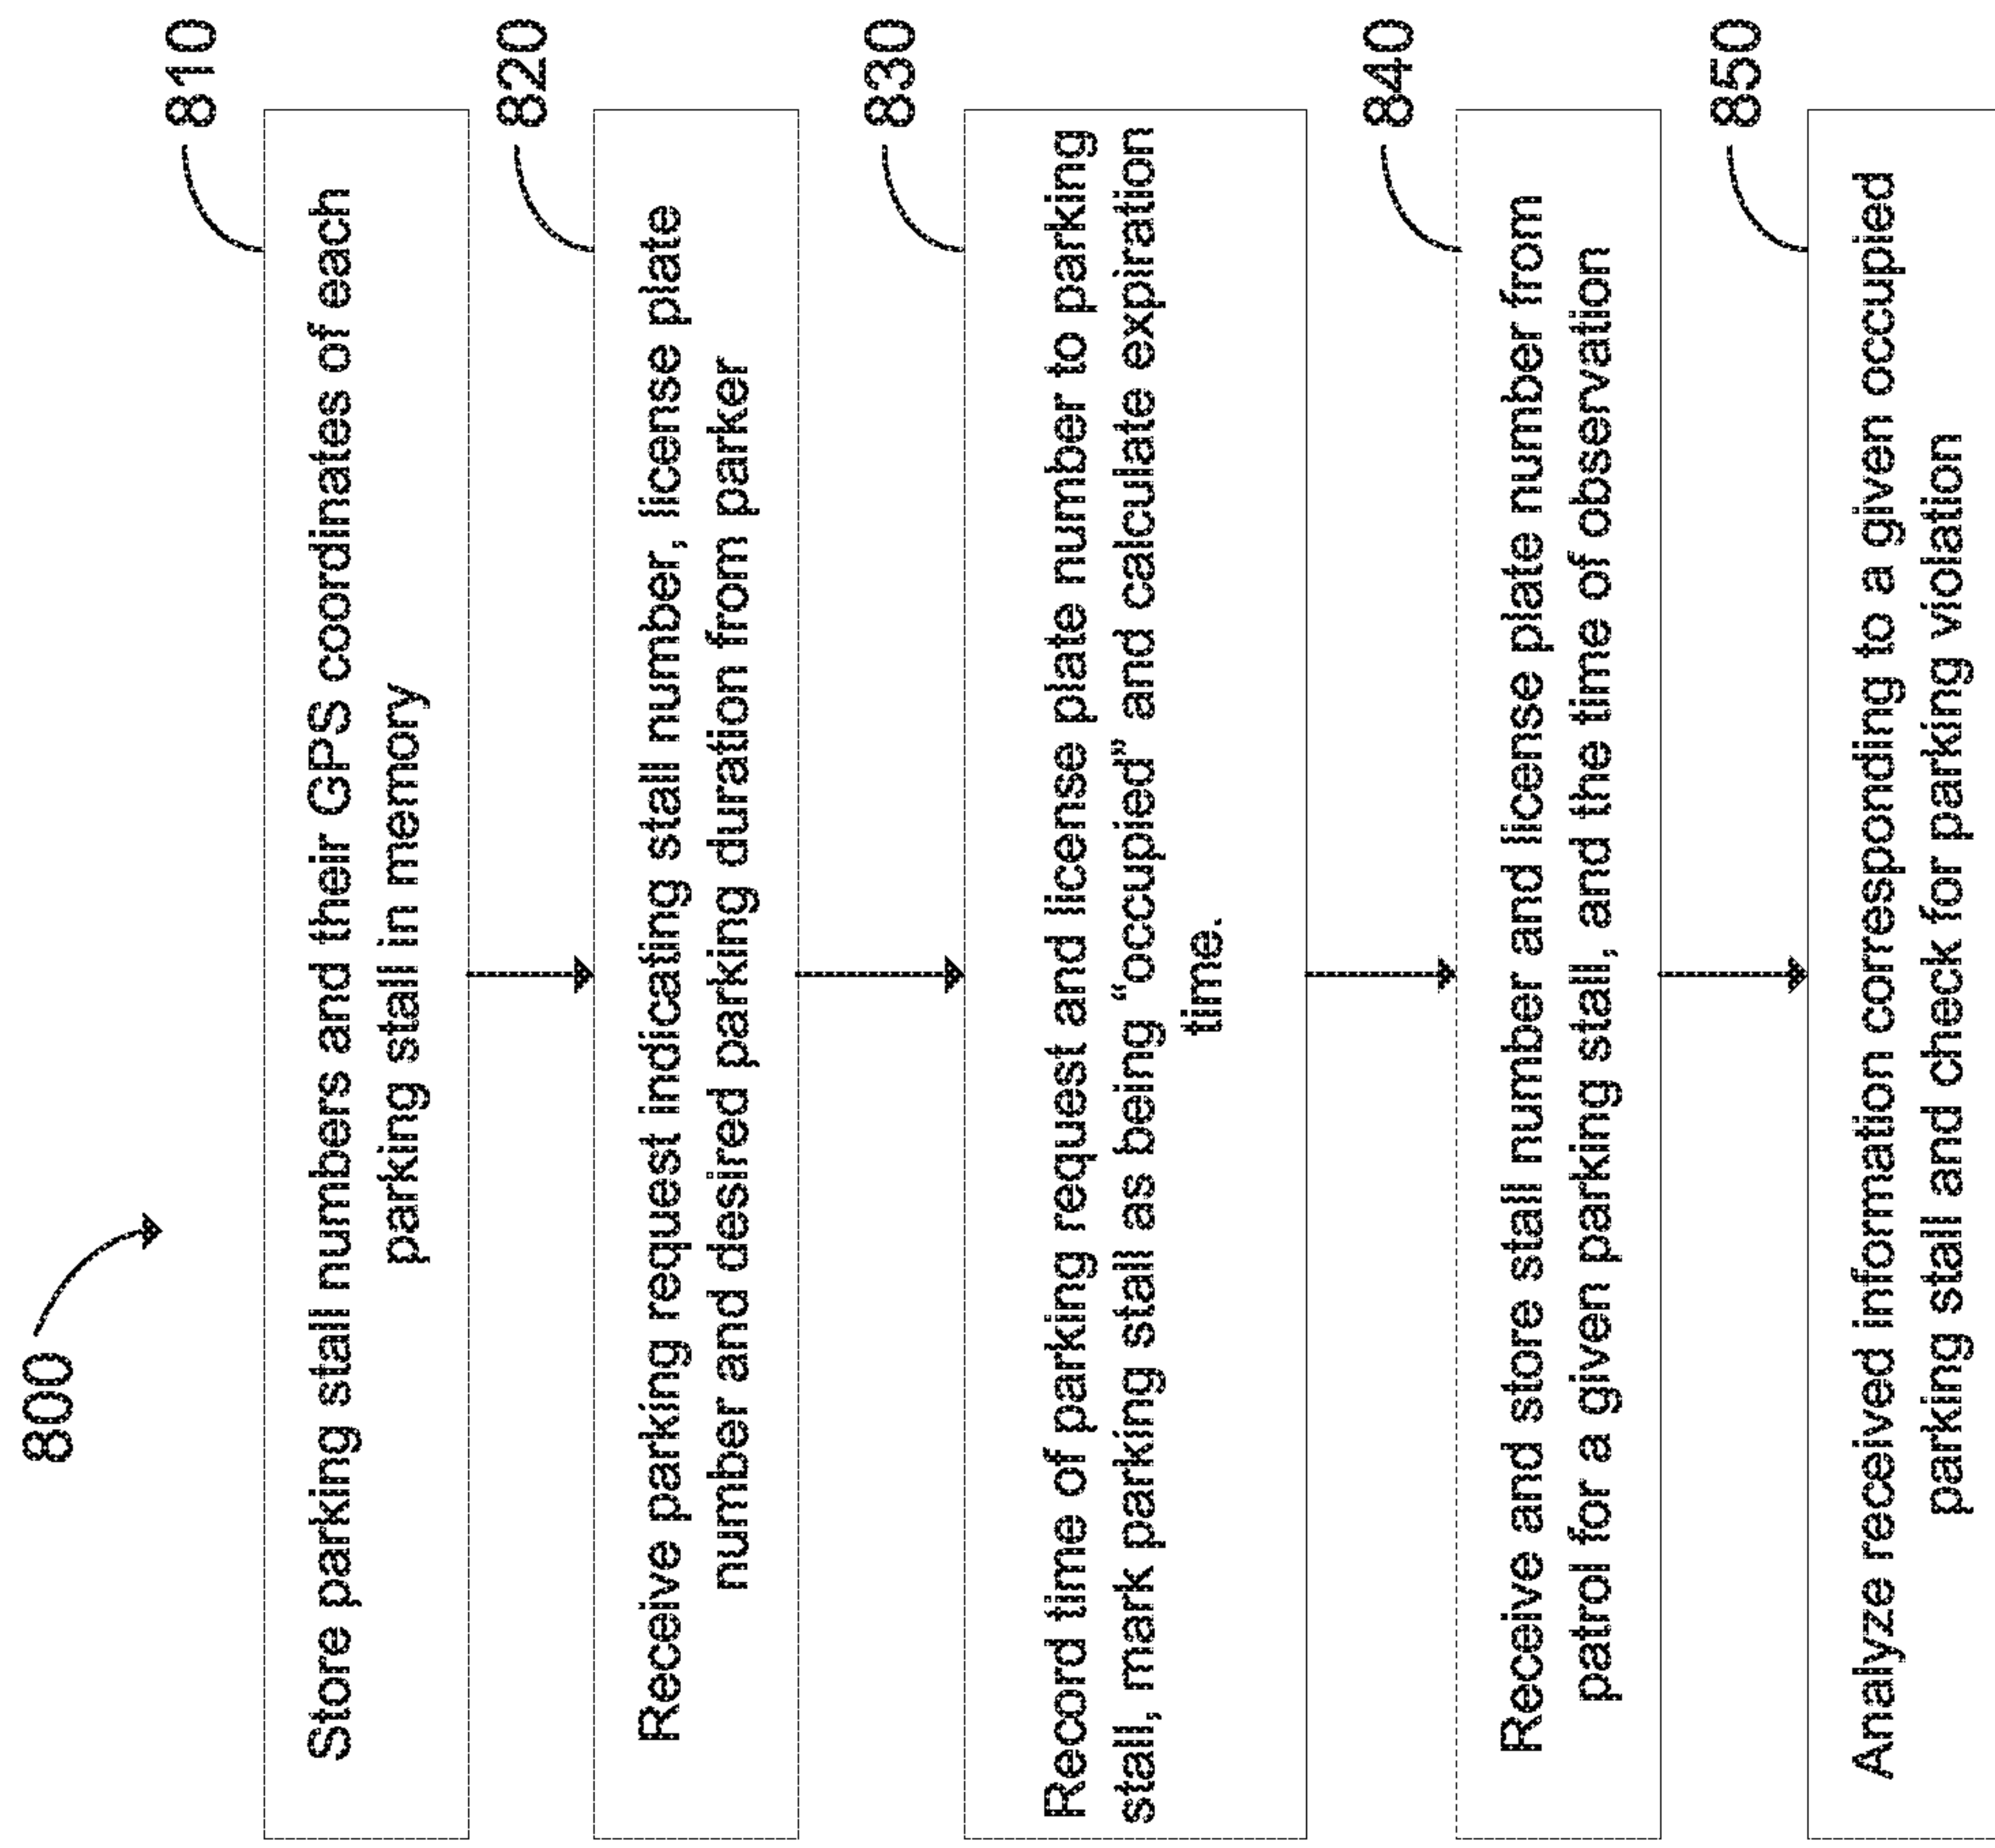 800
810
Store parking stall numbers and their GPS coordinates of each
parking stall in memory
820
Receive parking request indicating stall number, license plate
number and desired parking duration from parker
830
Record time of parking request and license plate number to parking
stall, mark parking stall as being “occupied” and calculate expiration
time.
840
Receive and store stall number and license plate number from
patrol for a given parking stall, and the time of observation
850
Analyze received information corresponding to a given occupied
parking stall and check for parking violation